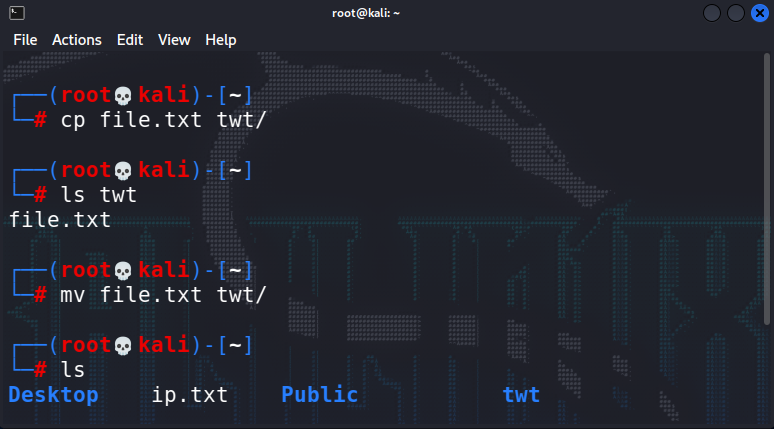 root@kali: ~
File Actions Edit View Help
┌──(root💀kali)-[~]
└─# cp file.txt twt/
┌──(root💀kali)-[~]
└─# ls twt
file.txt
┌──(root💀kali)-[~]
└─# mv file.txt twt/
┌──(root💀kali)-[~]
└─# ls
Desktop ip.txt Public twt